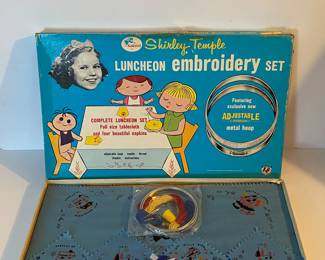 Shirley Temple
LUNCHEON embroidery SET
Featuring
exclusive new
ADJUSTABLE
metal hoop
COMPLETE LUNCHEON SET
Full size tablecloth
and four beautiful napkins